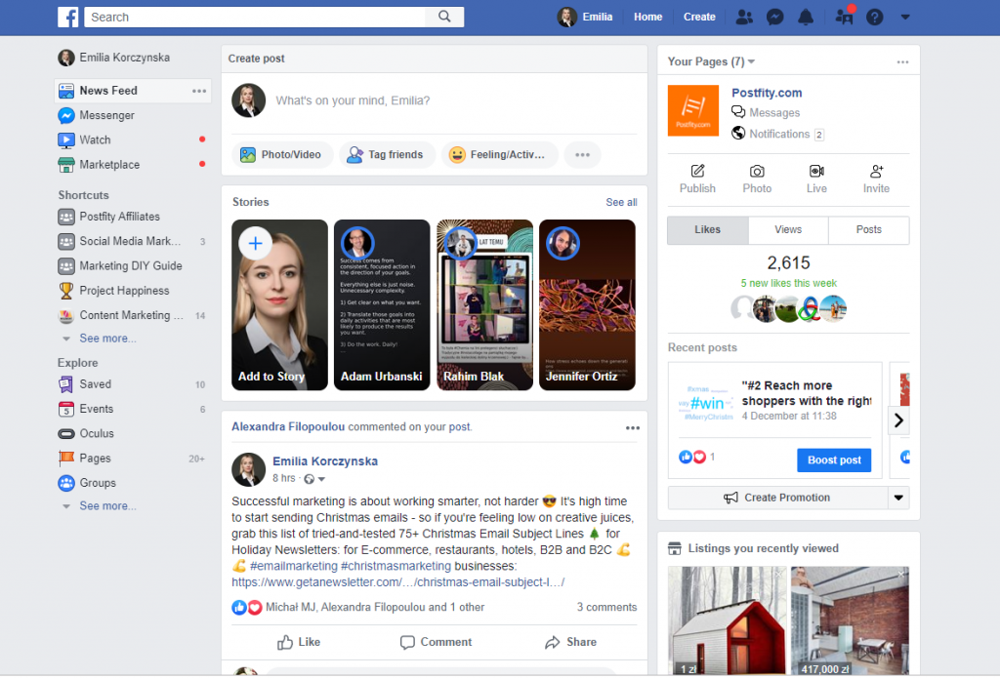 Search
Emilia
Home
Create
Emilia Korczynska
News Feed
Messenger
Watch
Marketplace
Shortcuts
Postfity Affiliates
Social Media Mark... 3
Marketing DIY Guide
Project Happiness
Content Marketing ... 14
See more...
Explore
Saved 10
Events 6
5
Oculus
Pages 20+
Groups
See more...
Create post
What's on your mind, Emilia?
Photo/Video
Tag friends
Feeling/Activ...
Stories
See all
Add to Story
Success comes from
consistent, focused action in
the direction of your goals.
Everything else is just noise.
Unnecessary complexity.
1) Get clear on what you want.
2) Translate those goals into
daily activities that are most
likely to produce the results
you want.
3) Do the work. Daily!
Adam Urbanski
LAT TEMU
Rahim Blak
Jennifer Ortiz
Alexandra Filopoulou commented on your post.
Emilia Korczynska
8 hrs ·
Successful marketing is about working smarter, not harder 😎 It's high time
to start sending Christmas emails - so if you're feeling low on creative juices,
grab this list of tried-and-tested 75+ Christmas Email Subject Lines 🌲 for
Holiday Newsletters: for E-commerce, restaurants, hotels, B2B and B2C 💪
💪 #emailmarketing #christmasmarketing businesses:
https://www.getanewsletter.com/…/christmas-email-subject-l…/
Michał MJ, Alexandra Filopoulou and 1 other
3 comments
Like
Comment
Share
Your Pages (7)
Postfity.com
Postfity.com
Messages
Notifications 2
Publish
Photo
Live
Invite
Likes
Views
Posts
2,615
5 new likes this week
Recent posts
#xmas
#win
#MerryChristm
"#2 Reach more
shoppers with the right
4 December at 11:38
1
Boost post
Create Promotion
Listings you recently viewed
1 zł
417,000 zł